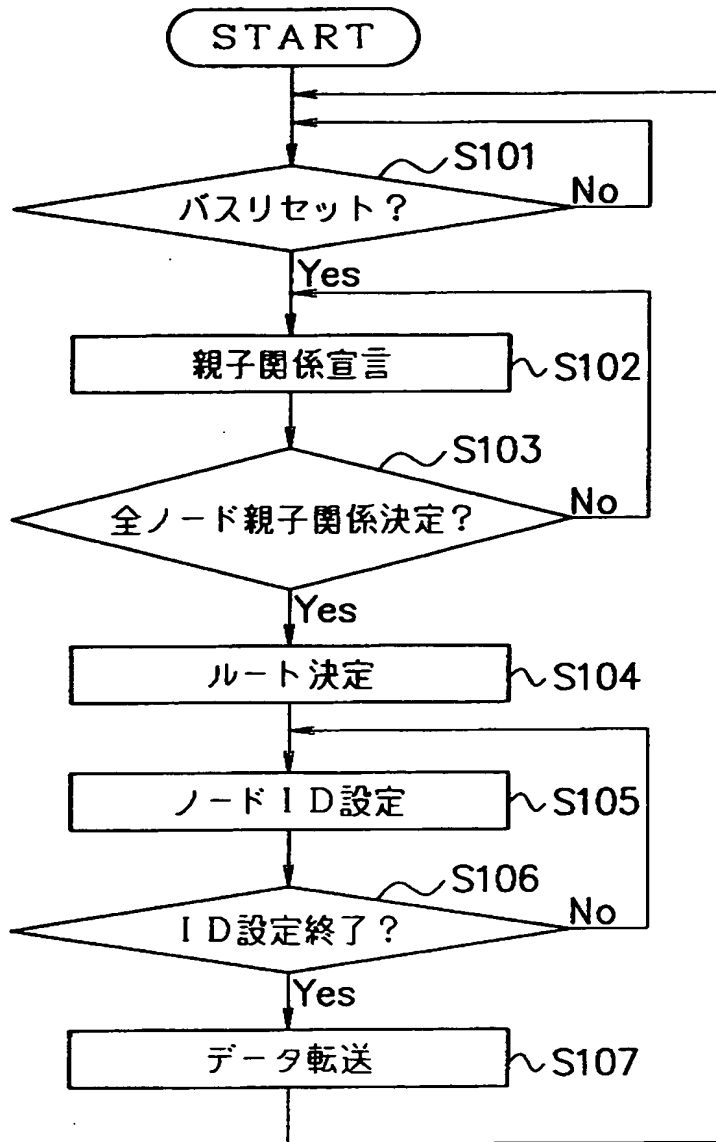 START
S101
バスリセット?
No
Yes
親子関係宣言
S102
S103
全ノード親子関係決定?
No
Yes
ルート決定
S104
ノードID設定
S105
S106
ID設定終了?
No
Yes
データ転送
S107